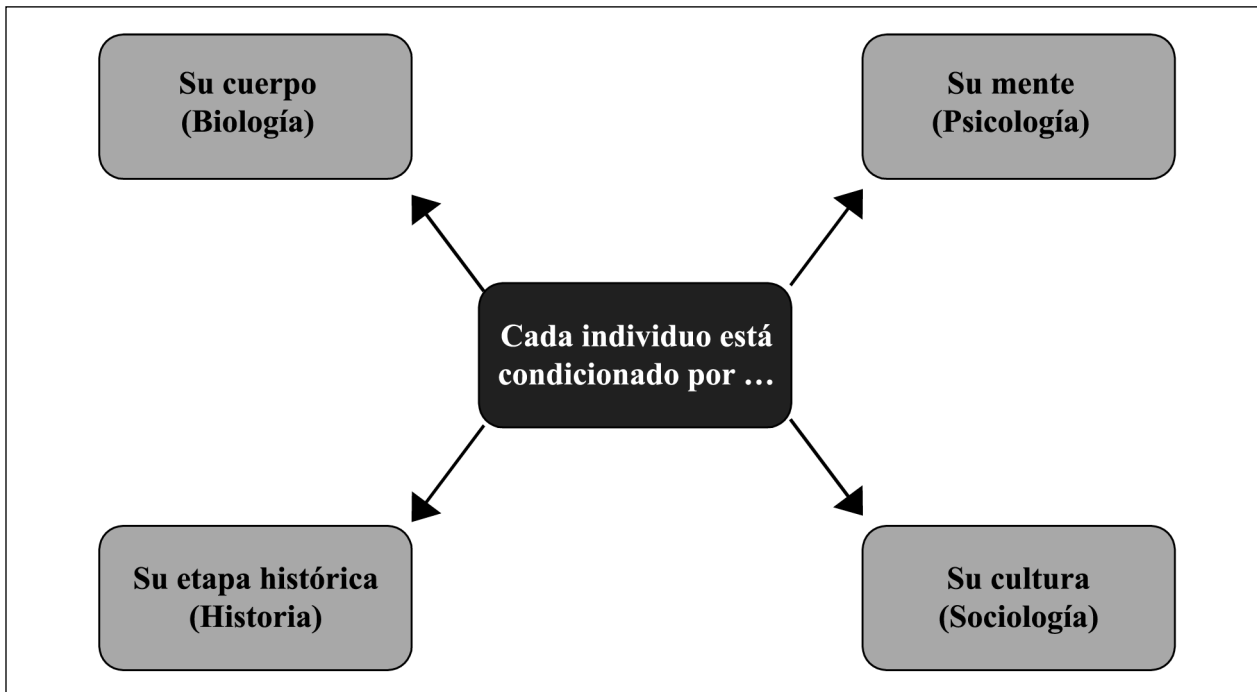 Su cuerpo
(Biología)
Su mente
(Psicología)
Cada individuo está
condicionado por …
Su etapa histórica
(Historia)
Su cultura
(Sociología)